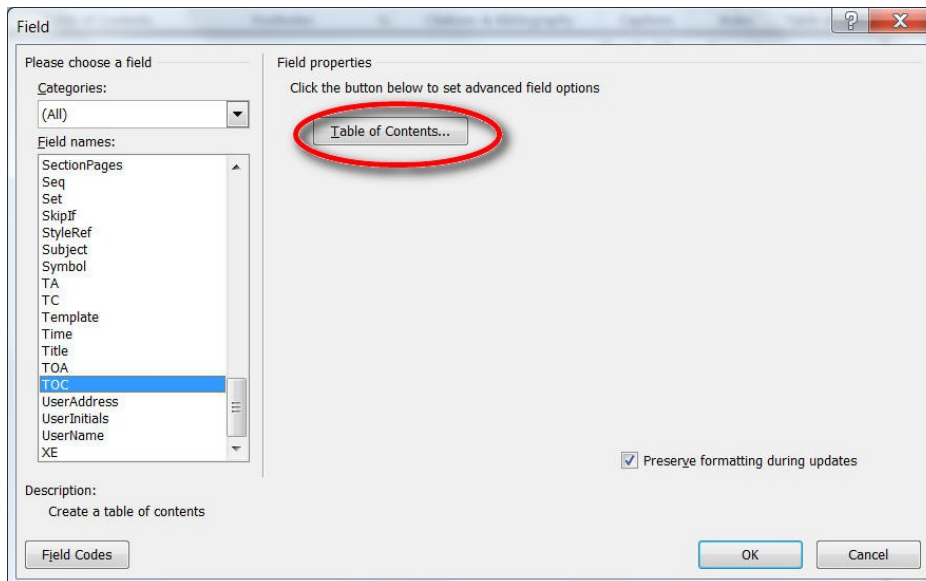 Field
Please choose a field
Categories:
(All)
Field names:
SectionPages
Seq
Set
SkipIf
StyleRef
Subject
Symbol
TA
TC
Template
Time
Title
TOA
TOC
UserAddress
UserInitials
UserName
XE
Field properties
Click the button below to set advanced field options
Table of Contents...
Preserve formatting during updates
Description:
Create a table of contents
Field Codes
OK
Cancel